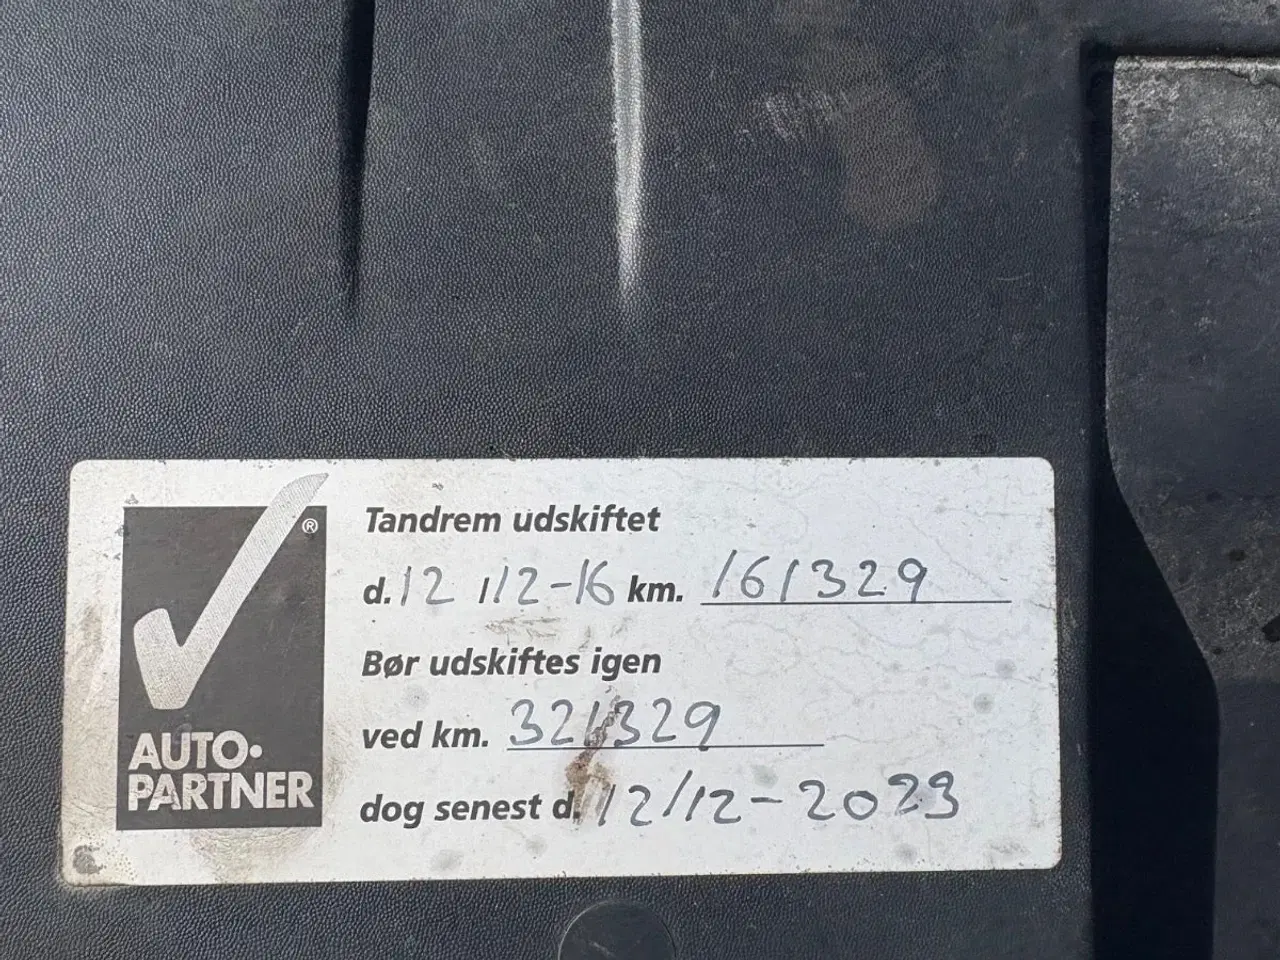 AUTO•
PARTNER
®
Tandrem udskiftet
d. 12 /12-16 km. 161329
Bør udskiftes igen
ved km. 321329
dog senest d. 12/12-2023